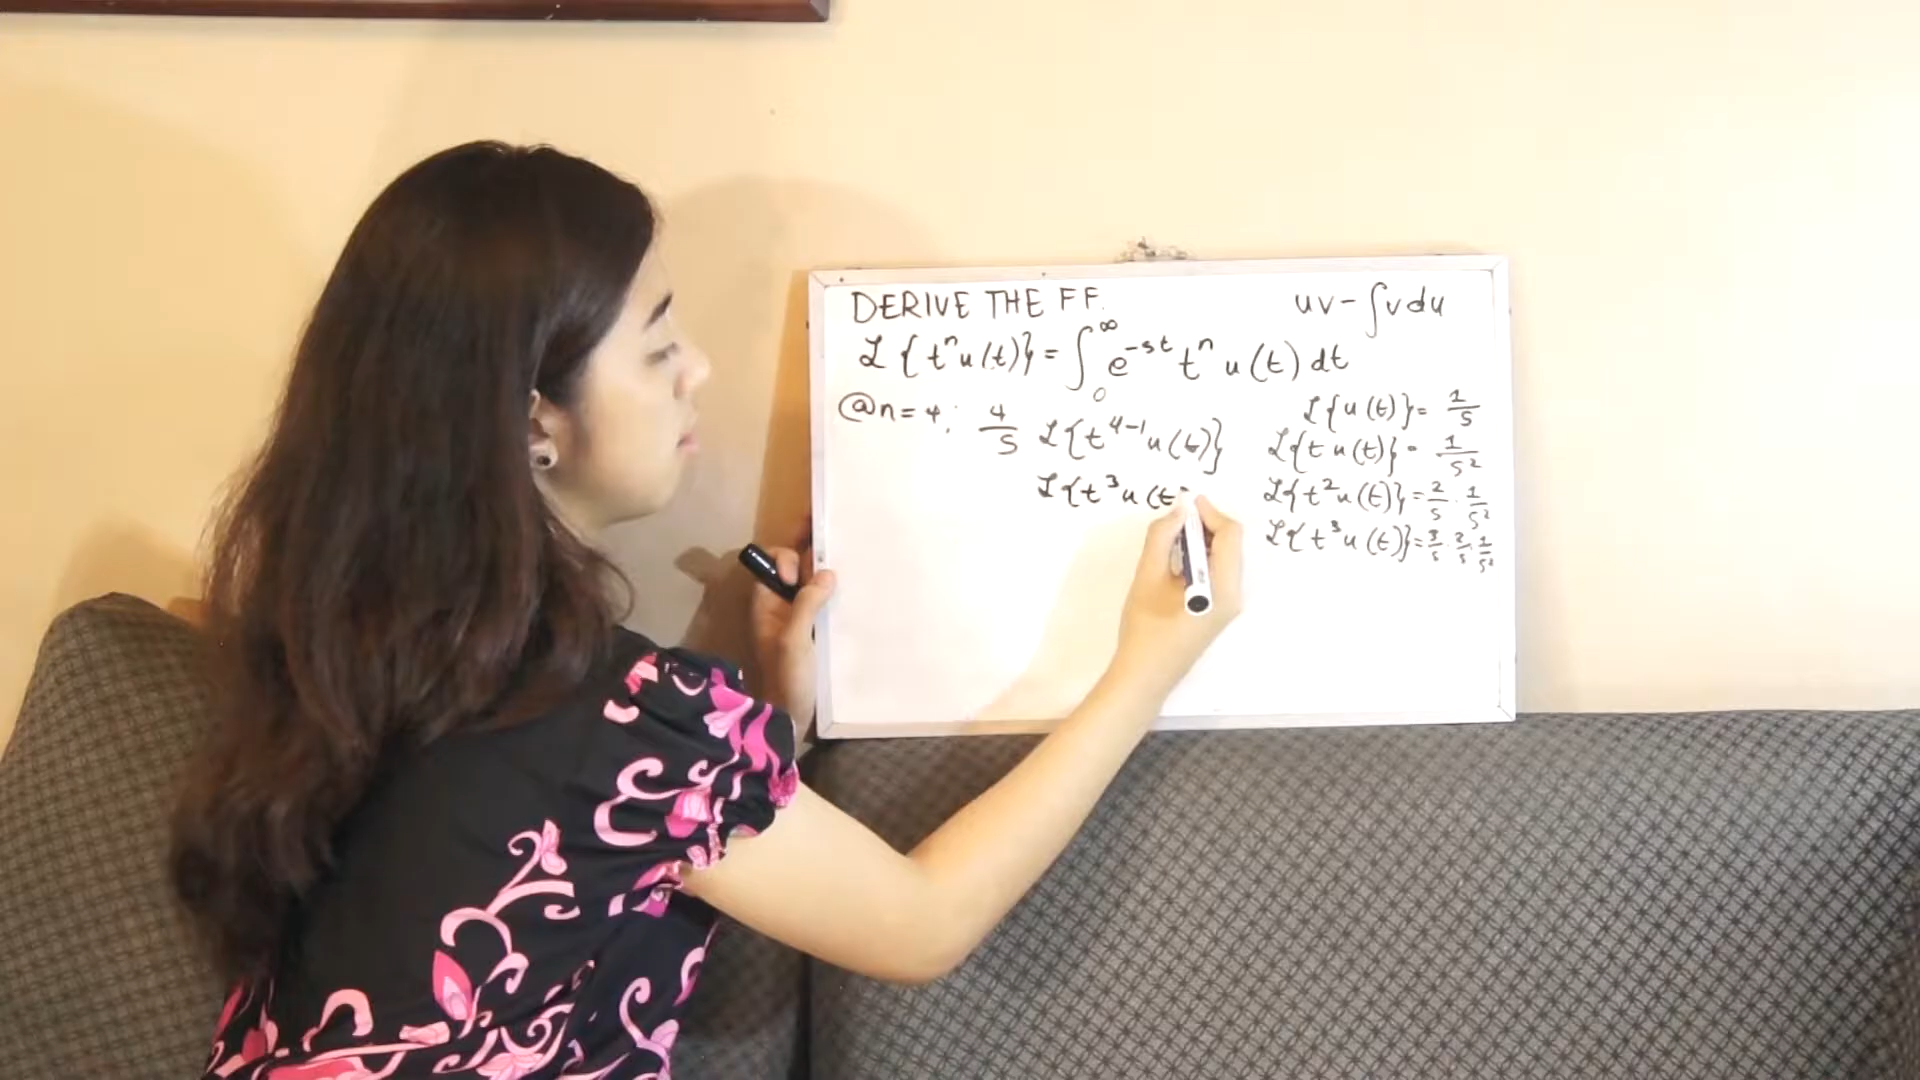 DERIVE THE FF.
uv - ∫vdu
ℒ{tⁿu(t)} = ∫₀^∞ e^-st tⁿ u(t) dt
@n=4: 4/s ℒ{t^4-1 u(t)}
ℒ{t³u(t)
ℒ{u(t)} = 1/s
ℒ{t u(t)} = 1/s²
ℒ{t²u(t)} = 2/s · 1/s²
ℒ{t³u(t)} = 3/s · 2/s · 1/s²